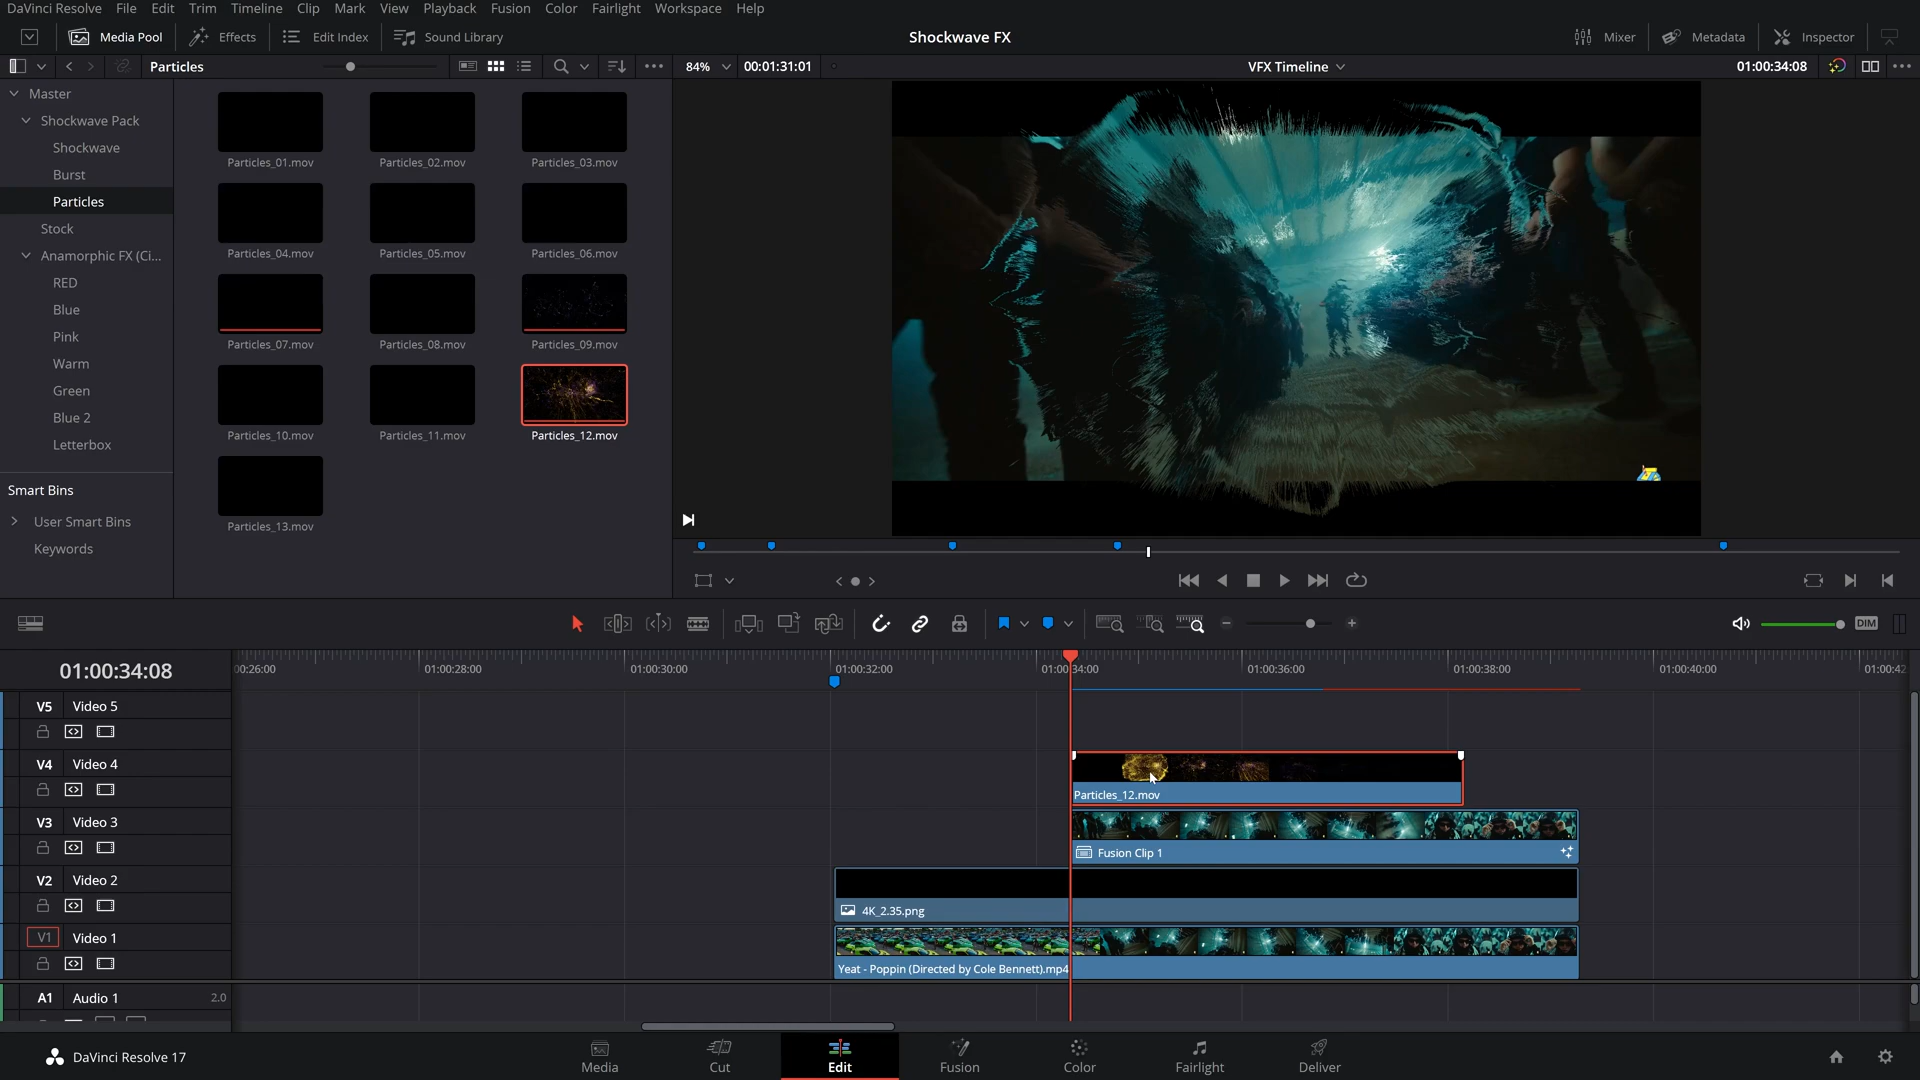 DaVinci Resolve File Edit Trim Timeline Clip Mark View Playback Fusion Color Fairlight Workspace Help
Media Pool Effects Edit Index Sound Library Shockwave FX Mixer Metadata Inspector
Particles 84% 00:01:31:01 VFX Timeline 01:00:34:08
Master
Shockwave Pack
Shockwave
Burst
Particles
Stock
Anamorphic FX (Ci...
RED
Blue
Pink
Warm
Green
Blue 2
Letterbox
Smart Bins
User Smart Bins
Keywords
Particles_01.mov Particles_02.mov Particles_03.mov
Particles_04.mov Particles_05.mov Particles_06.mov
Particles_07.mov Particles_08.mov Particles_09.mov
Particles_10.mov Particles_11.mov Particles_12.mov
Particles_13.mov
DIM
01:00:34:08 00:26:00 01:00:28:00 01:00:30:00 01:00:32:00 01:00:34:00 01:00:36:00 01:00:38:00 01:00:40:00 01:00:42
V5 Video 5
V4 Video 4
Particles_12.mov
V3 Video 3
Fusion Clip 1
V2 Video 2
4K_2.35.png
V1 Video 1
Yeat - Poppin (Directed by Cole Bennett).mp4
A1 Audio 1 2.0
DaVinci Resolve 17 Media Cut Edit Fusion Color Fairlight Deliver